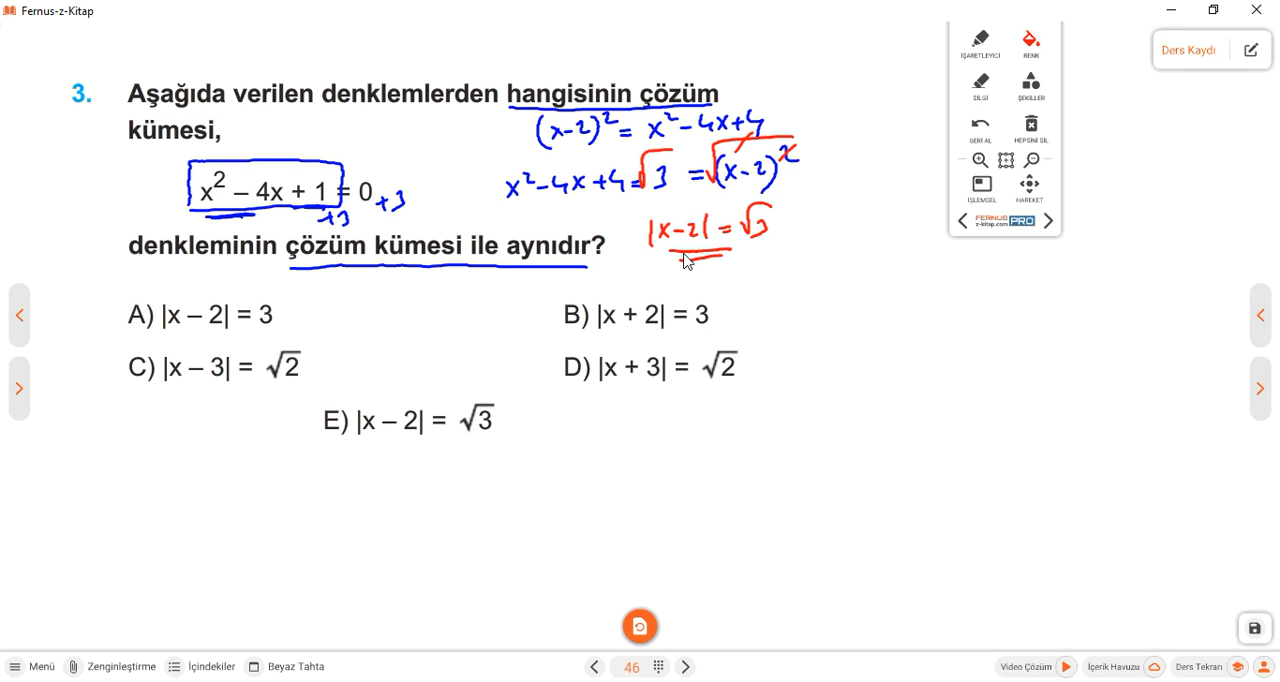 Fernus-z-Kitap
İŞARETLEYİCİ RENK
SİLGİ ŞEKİLLER
GERİ AL HEPSİNİ SİL
İŞLEMSEL HAREKET
FERNUS z-kitap.com PRO
Ders Kaydı
3. Aşağıda verilen denklemlerden hangisinin çözüm
kümesi,
(x-2)² = x² - 4x + 4
x² - 4x + 1 = 0 +3
+3
x² - 4x + 4 = √3 = √(x-2)²
|x-2| = √3
denkleminin çözüm kümesi ile aynıdır?
A) |x – 2| = 3 B) |x + 2| = 3
C) |x – 3| = √2 D) |x + 3| = √2
E) |x – 2| = √3
Menü Zenginleştirme İçindekiler Beyaz Tahta 46 Video Çözüm İçerik Havuzu Ders Tekrarı